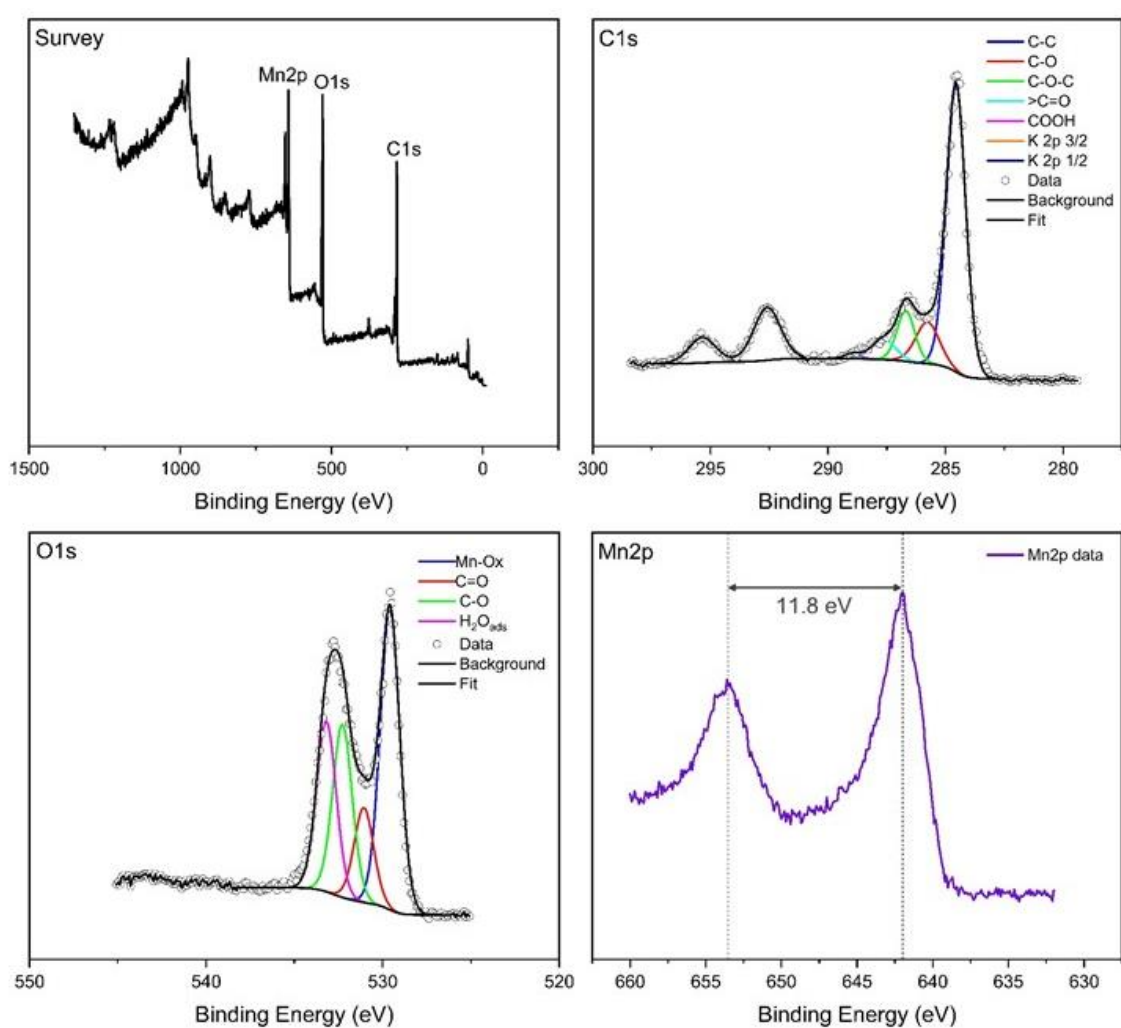 Survey
Mn2p
O1s
C1s
1500
1000
500
0
Binding Energy (eV)
C1s
C-C
C-O
C-O-C
>C=O
COOH
K 2p 3/2
K 2p 1/2
Data
Background
Fit
300
295
290
285
280
Binding Energy (eV)
O1s
Mn-Ox
C=O
C-O
H₂Oₐds
Data
Background
Fit
550
540
530
520
Binding Energy (eV)
Mn2p
Mn2p data
11.8 eV
660
655
650
645
640
635
630
Binding Energy (eV)